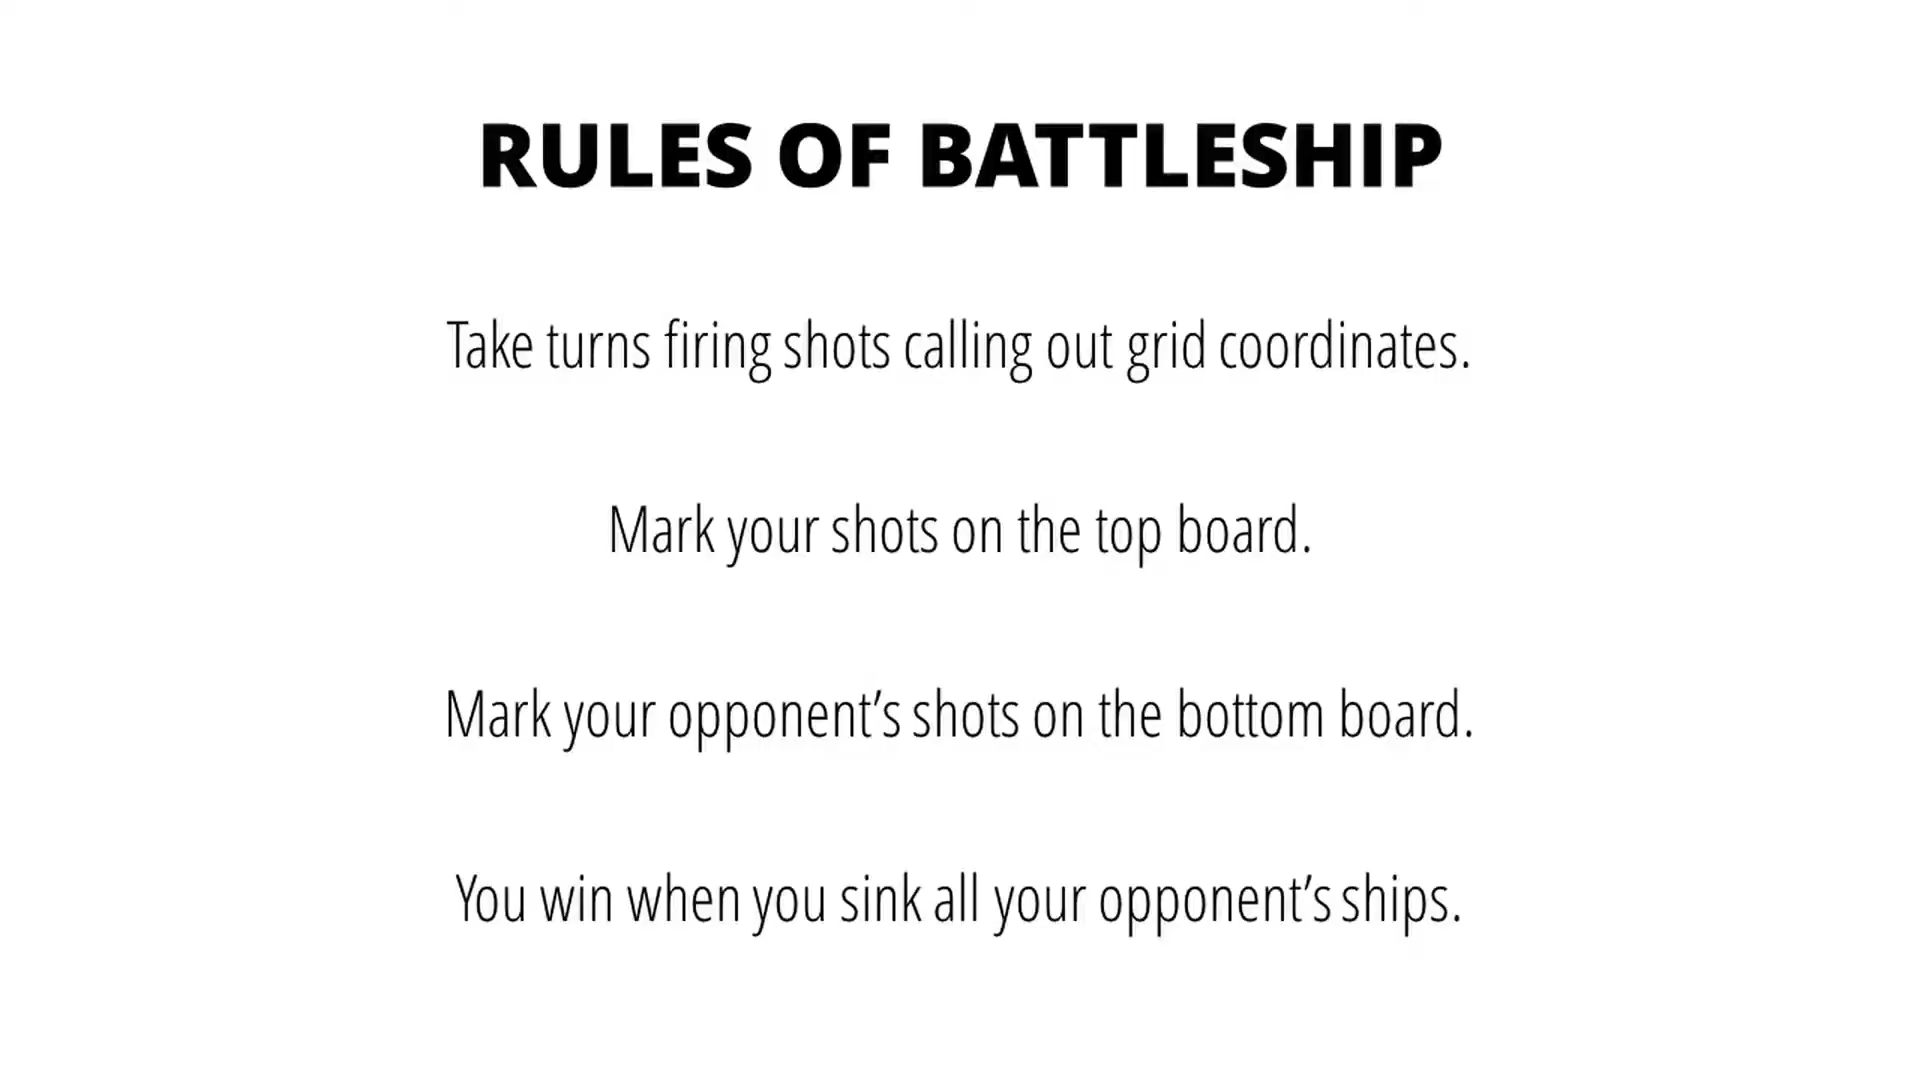 RULES OF BATTLESHIP
Take turns firing shots calling out grid coordinates.
Mark your shots on the top board.
Mark your opponent’s shots on the bottom board.
You win when you sink all your opponent’s ships.